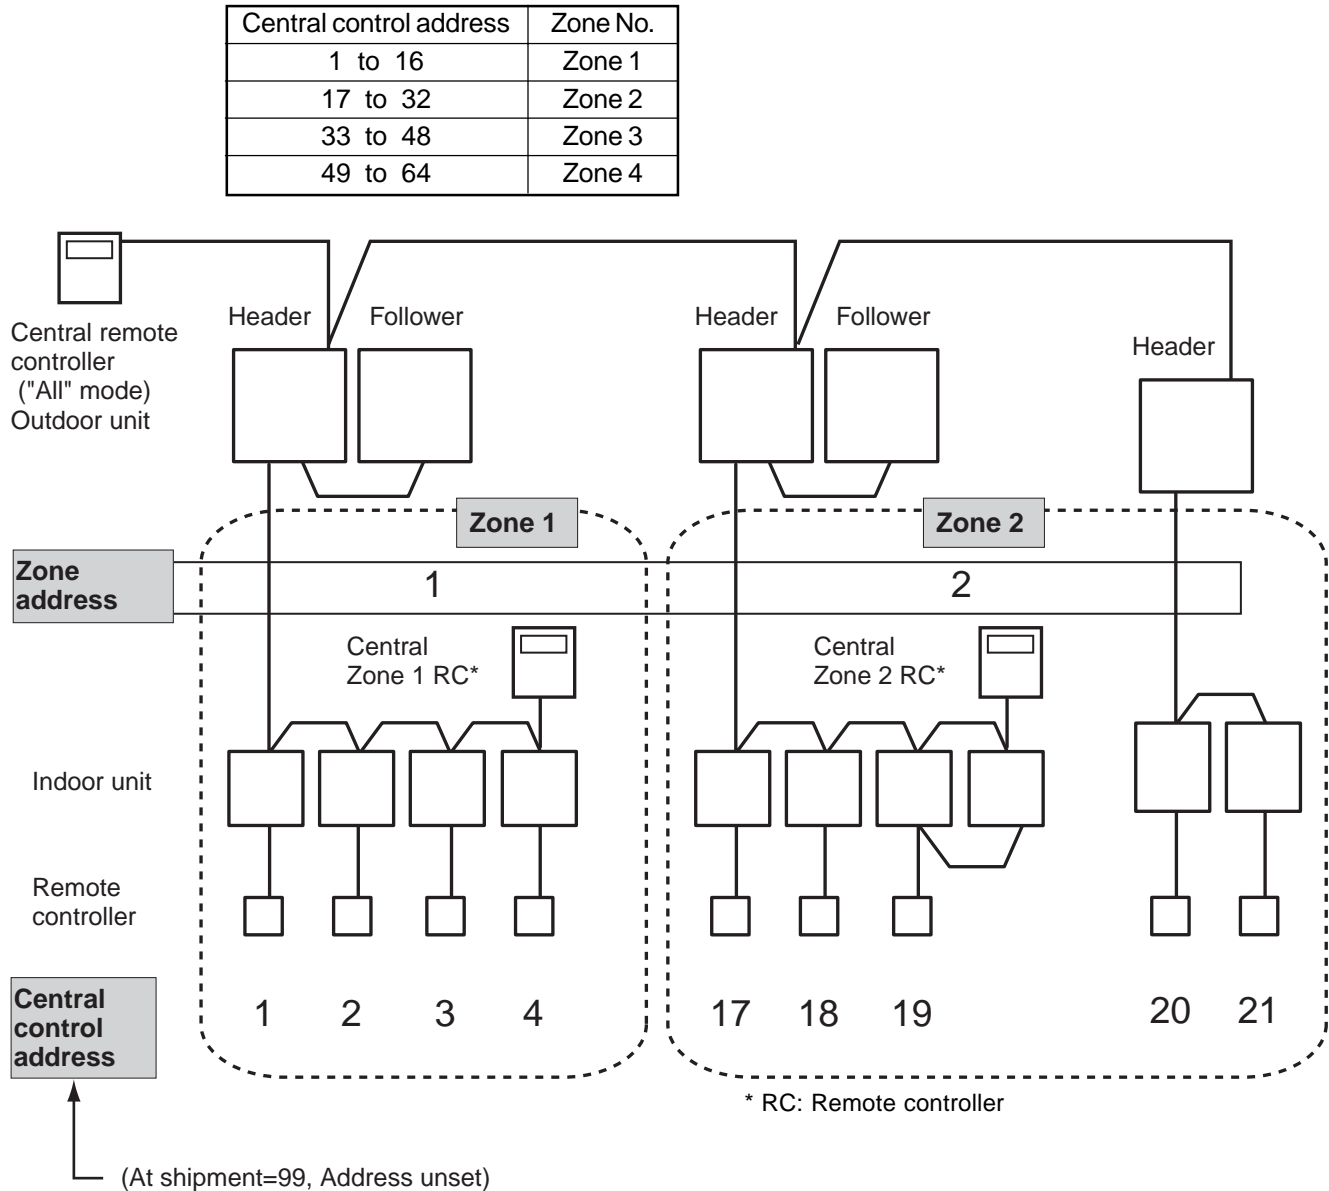 Central control address Zone No.
1 to 16 Zone 1
17 to 32 Zone 2
33 to 48 Zone 3
49 to 64 Zone 4
Central remote
controller
("All" mode)
Outdoor unit
Header Follower
Header Follower
Header
Zone 1
Zone 2
Zone
address
1 2
Central
Zone 1 RC*
Central
Zone 2 RC*
Indoor unit
Remote
controller
Central
control
address
1 2 3 4 17 18 19 20 21
* RC: Remote controller
(At shipment=99, Address unset)